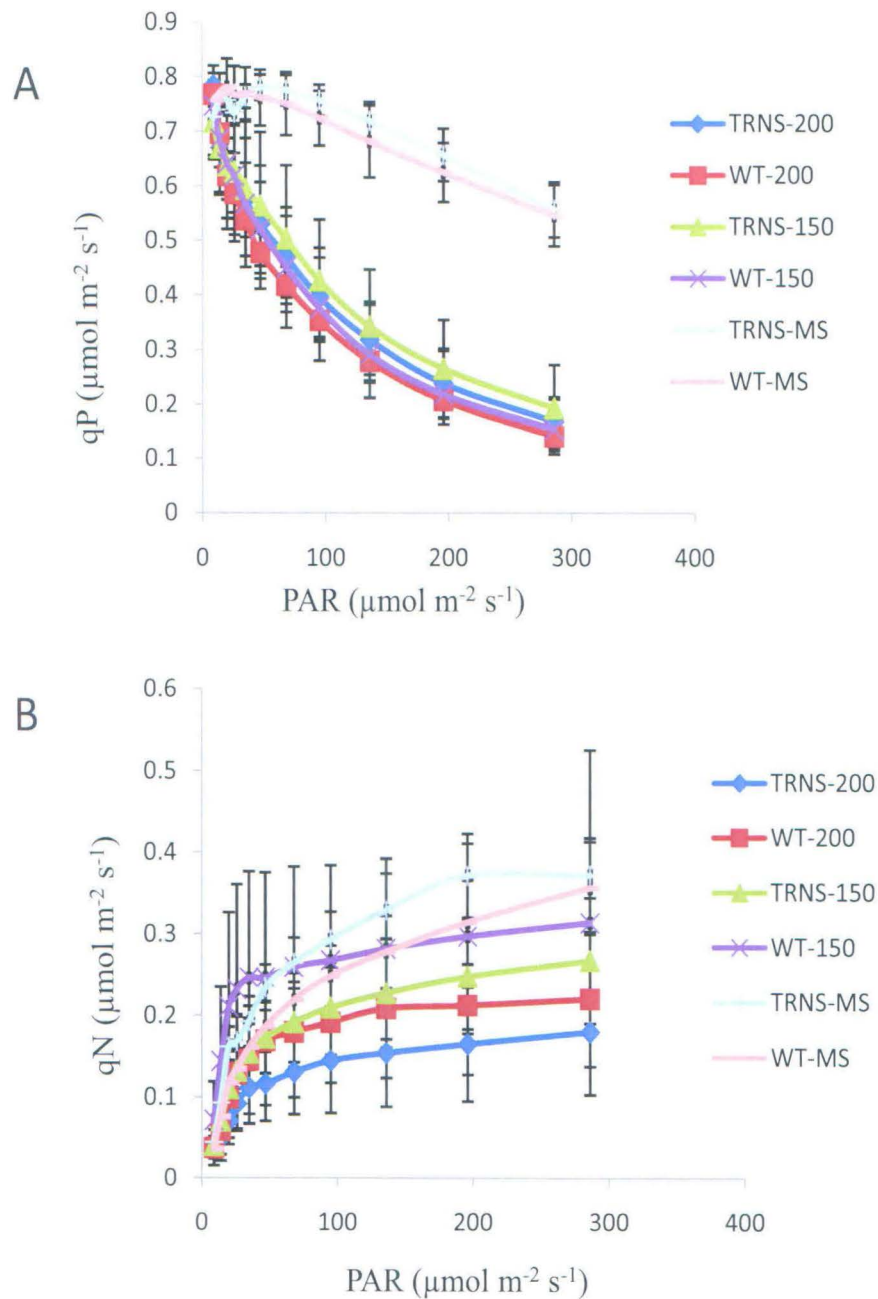 A
0.9
0.8
0.7
0.6
0.5
0.4
0.3
0.2
0.1
0
qP (µmol m⁻² s⁻¹)
0 100 200 300 400
PAR (µmol m⁻² s⁻¹)
TRNS-200
WT-200
TRNS-150
WT-150
TRNS-MS
WT-MS
B
0.6
0.5
0.4
0.3
0.2
0.1
0
qN (µmol m⁻² s⁻¹)
0 100 200 300 400
PAR (µmol m⁻² s⁻¹)
TRNS-200
WT-200
TRNS-150
WT-150
TRNS-MS
WT-MS